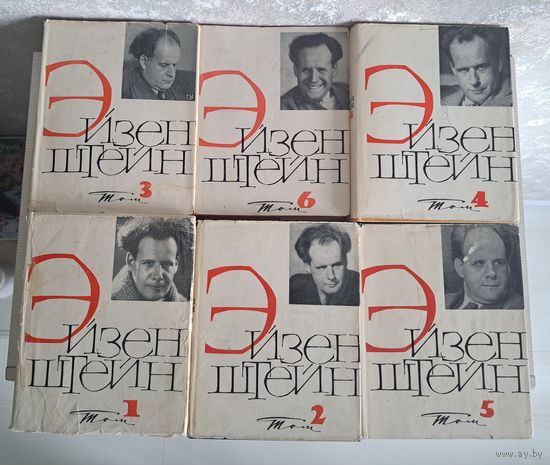 Эйзен
штейн
Том 3
Эйзен
штейн
Том 6
Эйзен
штейн
Том 4
Эйзен
штейн
Том 1
Эйзен
штейн
Том 2
Эйзен
штейн
Том 5
www.ay.by